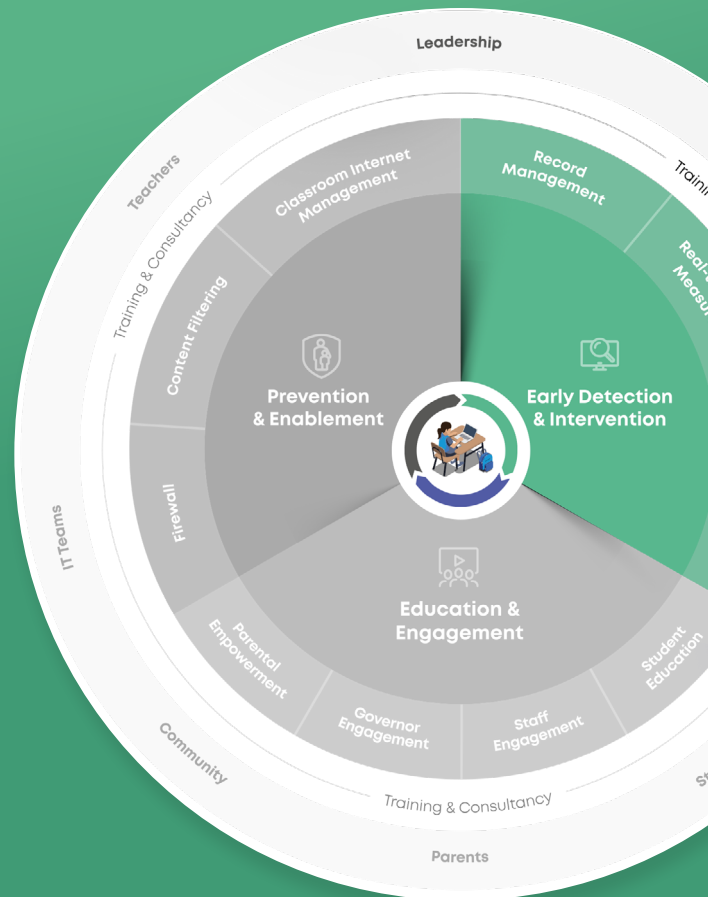 Leadership
Teachers
Training & Consultancy
Classroom Internet
Management
Record
Management
Content Filtering
Prevention
& Enablement
Early Detection
& Intervention
Firewall
IT Teams
Education &
Engagement
Parental
Empowerment
Governor
Engagement
Staff
Engagement
Student
Education
Community
Training & Consultancy
Parents